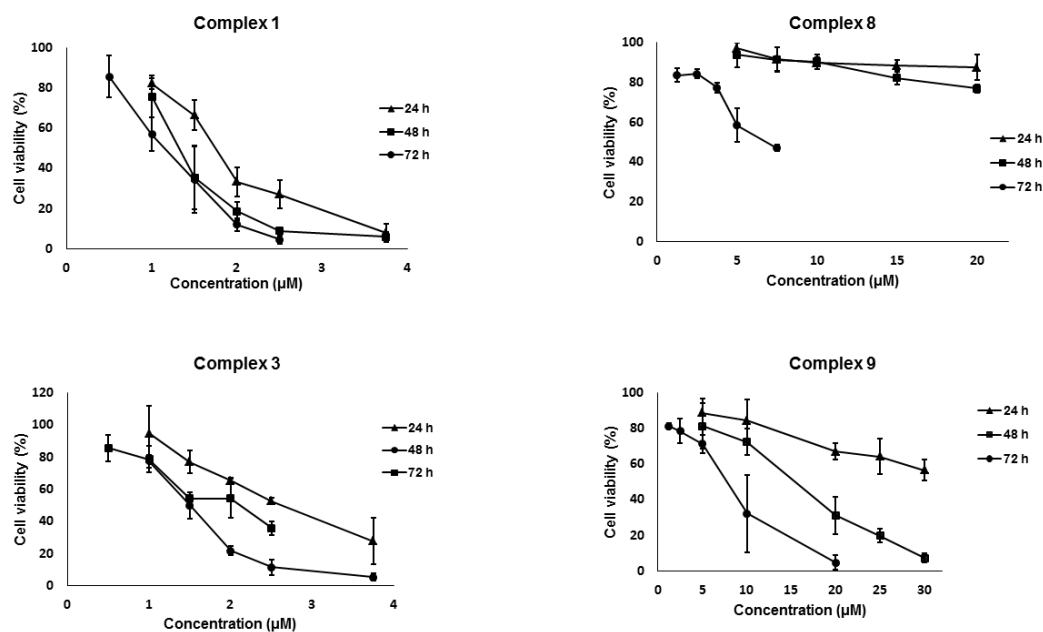 Complex 1
100
80
60
40
20
0
Cell viability (%)
0 1 2 3 4
Concentration (µM)
24 h
48 h
72 h
Complex 8
100
80
60
40
20
0
Cell viability (%)
0 5 10 15 20
Concentration (µM)
24 h
48 h
72 h
Complex 3
120
100
80
60
40
20
0
Cell viability (%)
0 1 2 3 4
Concentration (µM)
24 h
48 h
72 h
Complex 9
100
80
60
40
20
0
Cell viability (%)
0 5 10 15 20 25 30
Concentration (µM)
24 h
48 h
72 h